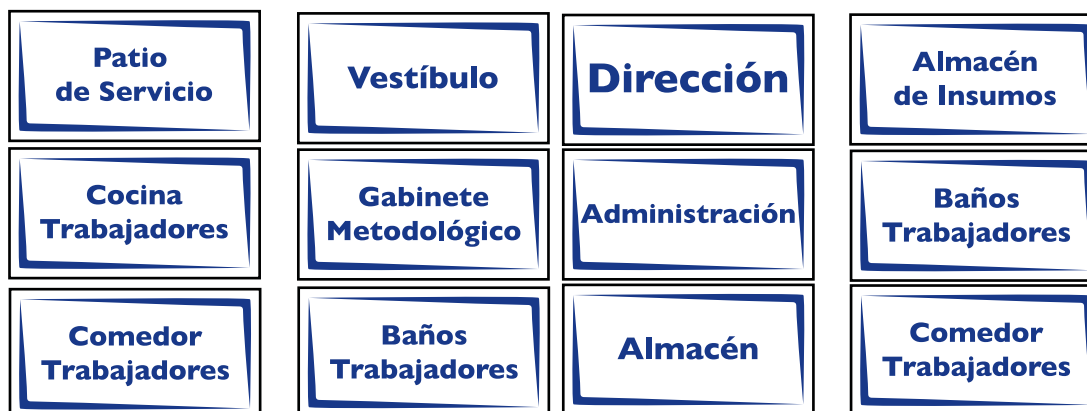 Patio
de Servicio
Vestíbulo
Dirección
Almacén
de Insumos
Cocina
Trabajadores
Gabinete
Metodológico
Administración
Baños
Trabajadores
Comedor
Trabajadores
Baños
Trabajadores
Almacén
Comedor
Trabajadores